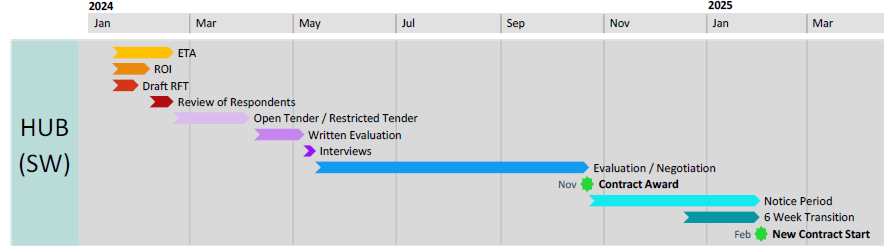 2024 2025
Jan Mar May Jul Sep Nov Jan Mar
HUB
(SW)
ETA
ROI
Draft RFT
Review of Respondents
Open Tender / Restricted Tender
Written Evaluation
Interviews
Evaluation / Negotiation
Nov Contract Award
Notice Period
6 Week Transition
Feb New Contract Start